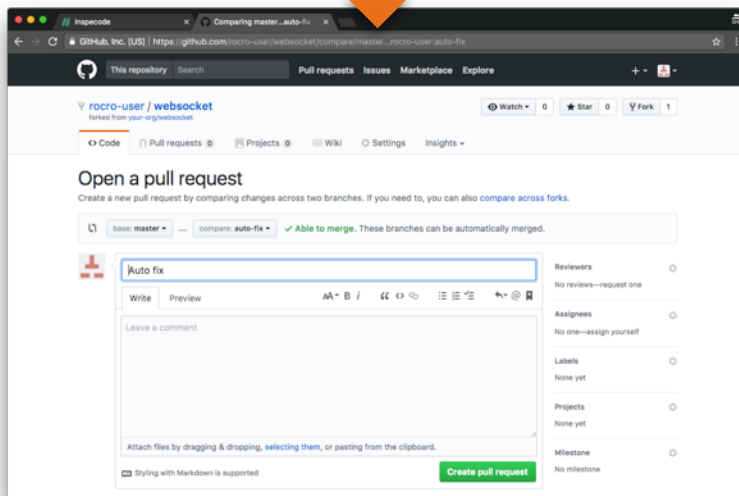 Inspecode × Comparing master...auto-fix ×
GitHub, Inc. [US] | https://github.com/rocro-user/websocket/compare/master...rocro-user:auto-fix
This repository Search Pull requests Issues Marketplace Explore
rocro-user / websocket Watch 0 Star 0 Fork 1
forked from your-org/websocket
Code Pull requests 0 Projects 0 Wiki Settings Insights
Open a pull request
Create a new pull request by comparing changes across two branches. If you need to, you can also compare across forks.
base: master ... compare: auto-fix ✓ Able to merge. These branches can be automatically merged.
Auto fix
Write Preview AA B i “ <> @
Leave a comment
Attach files by dragging & dropping, selecting them, or pasting from the clipboard.
Styling with Markdown is supported Create pull request
Reviewers
No reviews—request one
Assignees
No one—assign yourself
Labels
None yet
Projects
None yet
Milestone
No milestone